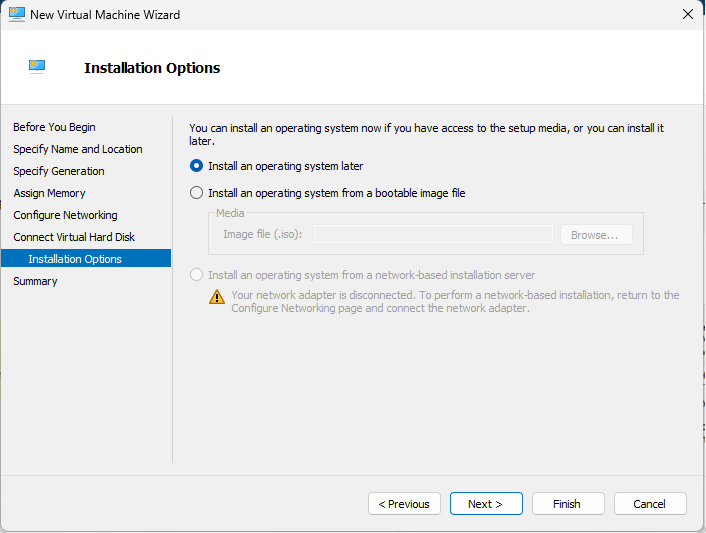 New Virtual Machine Wizard
Installation Options
Before You Begin
Specify Name and Location
Specify Generation
Assign Memory
Configure Networking
Connect Virtual Hard Disk
Installation Options
Summary
You can install an operating system now if you have access to the setup media, or you can install it
later.
Install an operating system later
Install an operating system from a bootable image file
Media
Image file (.iso):
Browse...
Install an operating system from a network-based installation server
Your network adapter is disconnected. To perform a network-based installation, return to the
Configure Networking page and connect the network adapter.
< Previous
Next >
Finish
Cancel